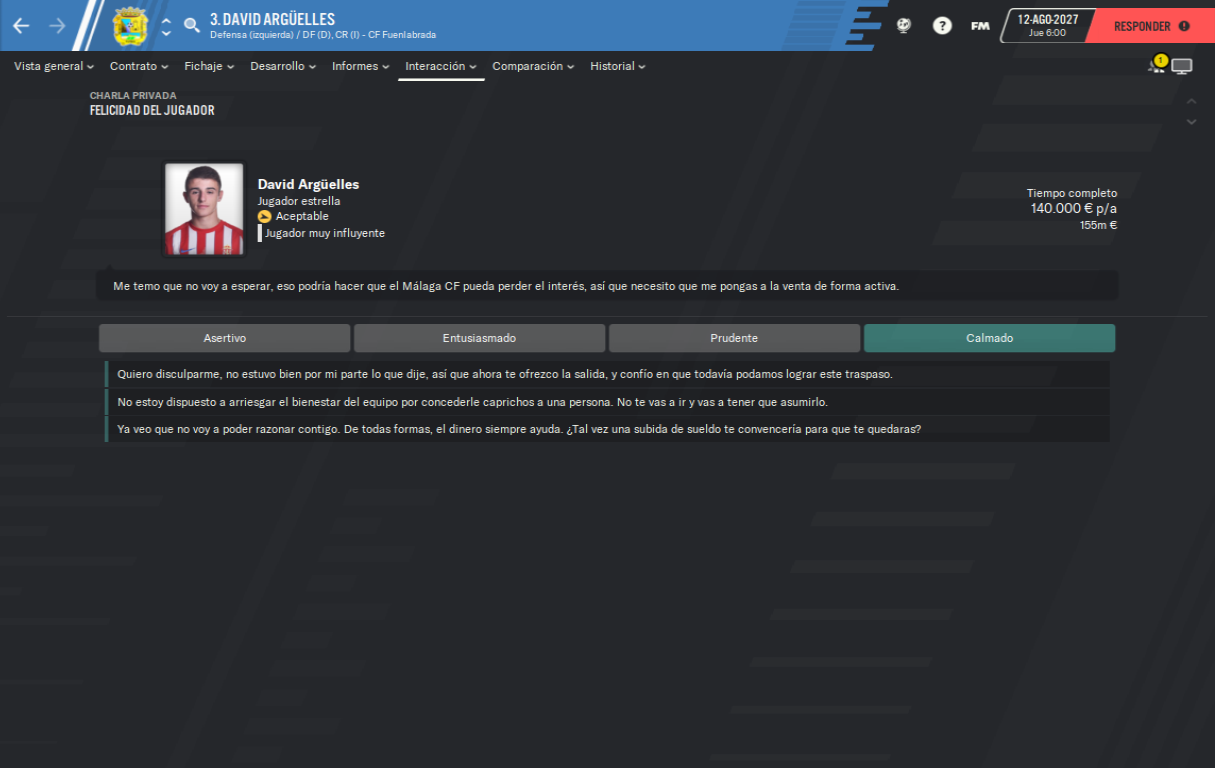 3. DAVID ARGÜELLES
Defensa (izquierda) / DF (D), CR (I) - CF Fuenlabrada
?
FM
12-AGO-2027
Jue 6:00
RESPONDER
Vista general
Contrato
Fichaje
Desarrollo
Informes
Interacción
Comparación
Historial
1
CHARLA PRIVADA
FELICIDAD DEL JUGADOR
David Argüelles
Jugador estrella
Aceptable
Jugador muy influyente
Tiempo completo
140.000 € p/a
155m €
Me temo que no voy a esperar, eso podría hacer que el Málaga CF pueda perder el interés, así que necesito que me pongas a la venta de forma activa.
Asertivo
Entusiasmado
Prudente
Calmado
Quiero disculparme, no estuvo bien por mi parte lo que dije, así que ahora te ofrezco la salida, y confío en que todavía podamos lograr este traspaso.
No estoy dispuesto a arriesgar el bienestar del equipo por concederle caprichos a una persona. No te vas a ir y vas a tener que asumirlo.
Ya veo que no voy a poder razonar contigo. De todas formas, el dinero siempre ayuda. ¿Tal vez una subida de sueldo te convencería para que te quedaras?